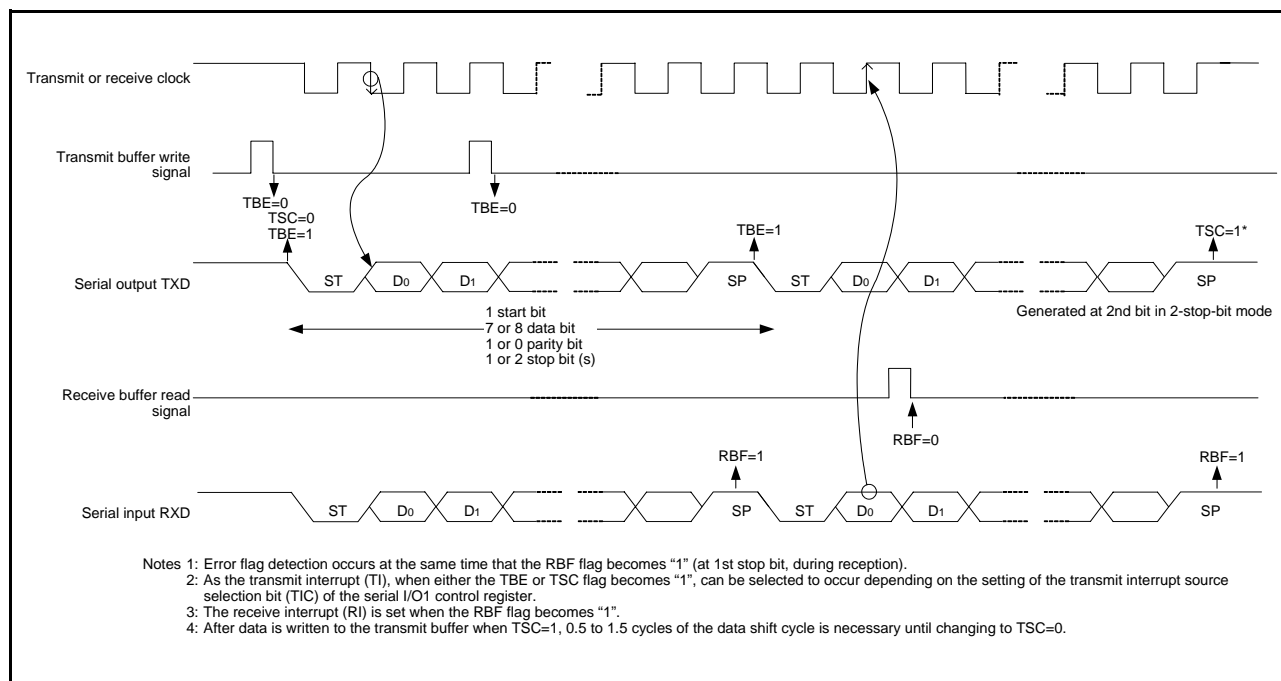 Transmit or receive clock
Transmit buffer write
signal
TBE=0
TSC=0
TBE=1
TBE=0
TBE=1
TSC=1*
Serial output TXD
ST
D0
D1
SP
ST
D0
D1
SP
1 start bit
7 or 8 data bit
1 or 0 parity bit
1 or 2 stop bit (s)
Generated at 2nd bit in 2-stop-bit mode
Receive buffer read
signal
RBF=0
RBF=1
RBF=1
Serial input RXD
ST
D0
D1
SP
ST
D0
D1
SP
Notes 1: Error flag detection occurs at the same time that the RBF flag becomes “1” (at 1st stop bit, during reception).
2: As the transmit interrupt (TI), when either the TBE or TSC flag becomes “1”, can be selected to occur depending on the setting of the transmit interrupt source
selection bit (TIC) of the serial I/O1 control register.
3: The receive interrupt (RI) is set when the RBF flag becomes “1”.
4: After data is written to the transmit buffer when TSC=1, 0.5 to 1.5 cycles of the data shift cycle is necessary until changing to TSC=0.